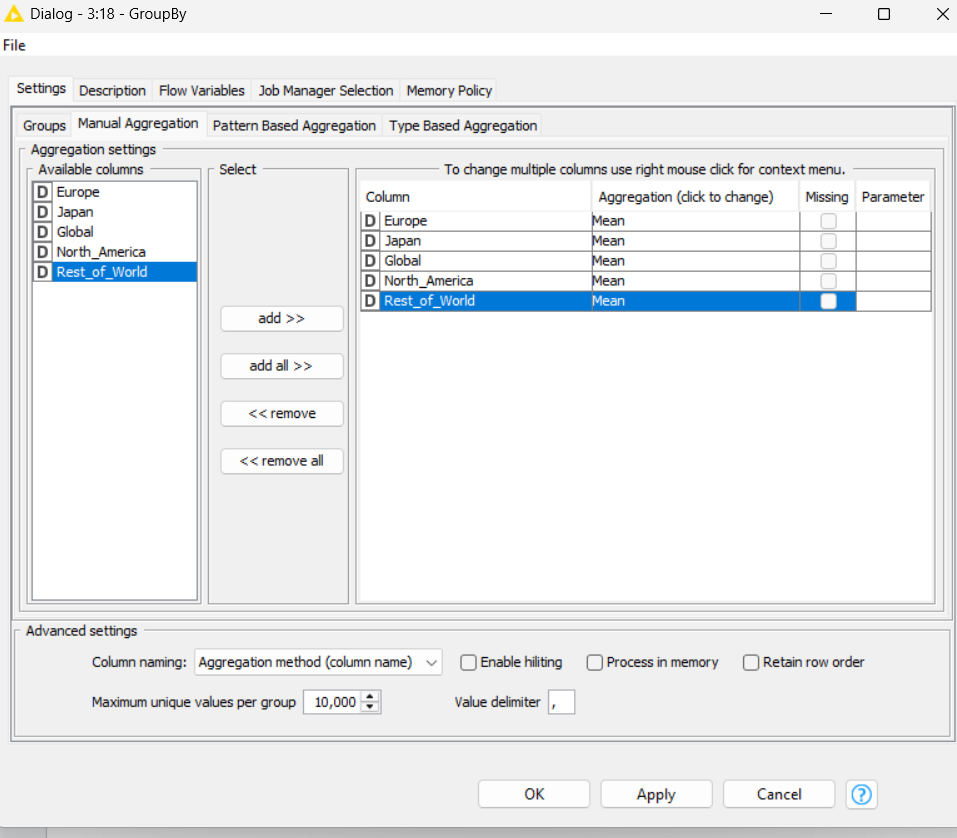 Dialog - 3:18 - GroupBy
File
Settings Description Flow Variables Job Manager Selection Memory Policy
Groups Manual Aggregation Pattern Based Aggregation Type Based Aggregation
Aggregation settings
Available columns
D Europe
D Japan
D Global
D North_America
D Rest_of_World
Select
add >>
add all >>
<< remove
<< remove all
To change multiple columns use right mouse click for context menu.
Column Aggregation (click to change) Missing Parameter
D Europe Mean
D Japan Mean
D Global Mean
D North_America Mean
D Rest_of_World Mean
Advanced settings
Column naming: Aggregation method (column name) Enable hiliting Process in memory Retain row order
Maximum unique values per group 10,000 Value delimiter ,
OK Apply Cancel ?